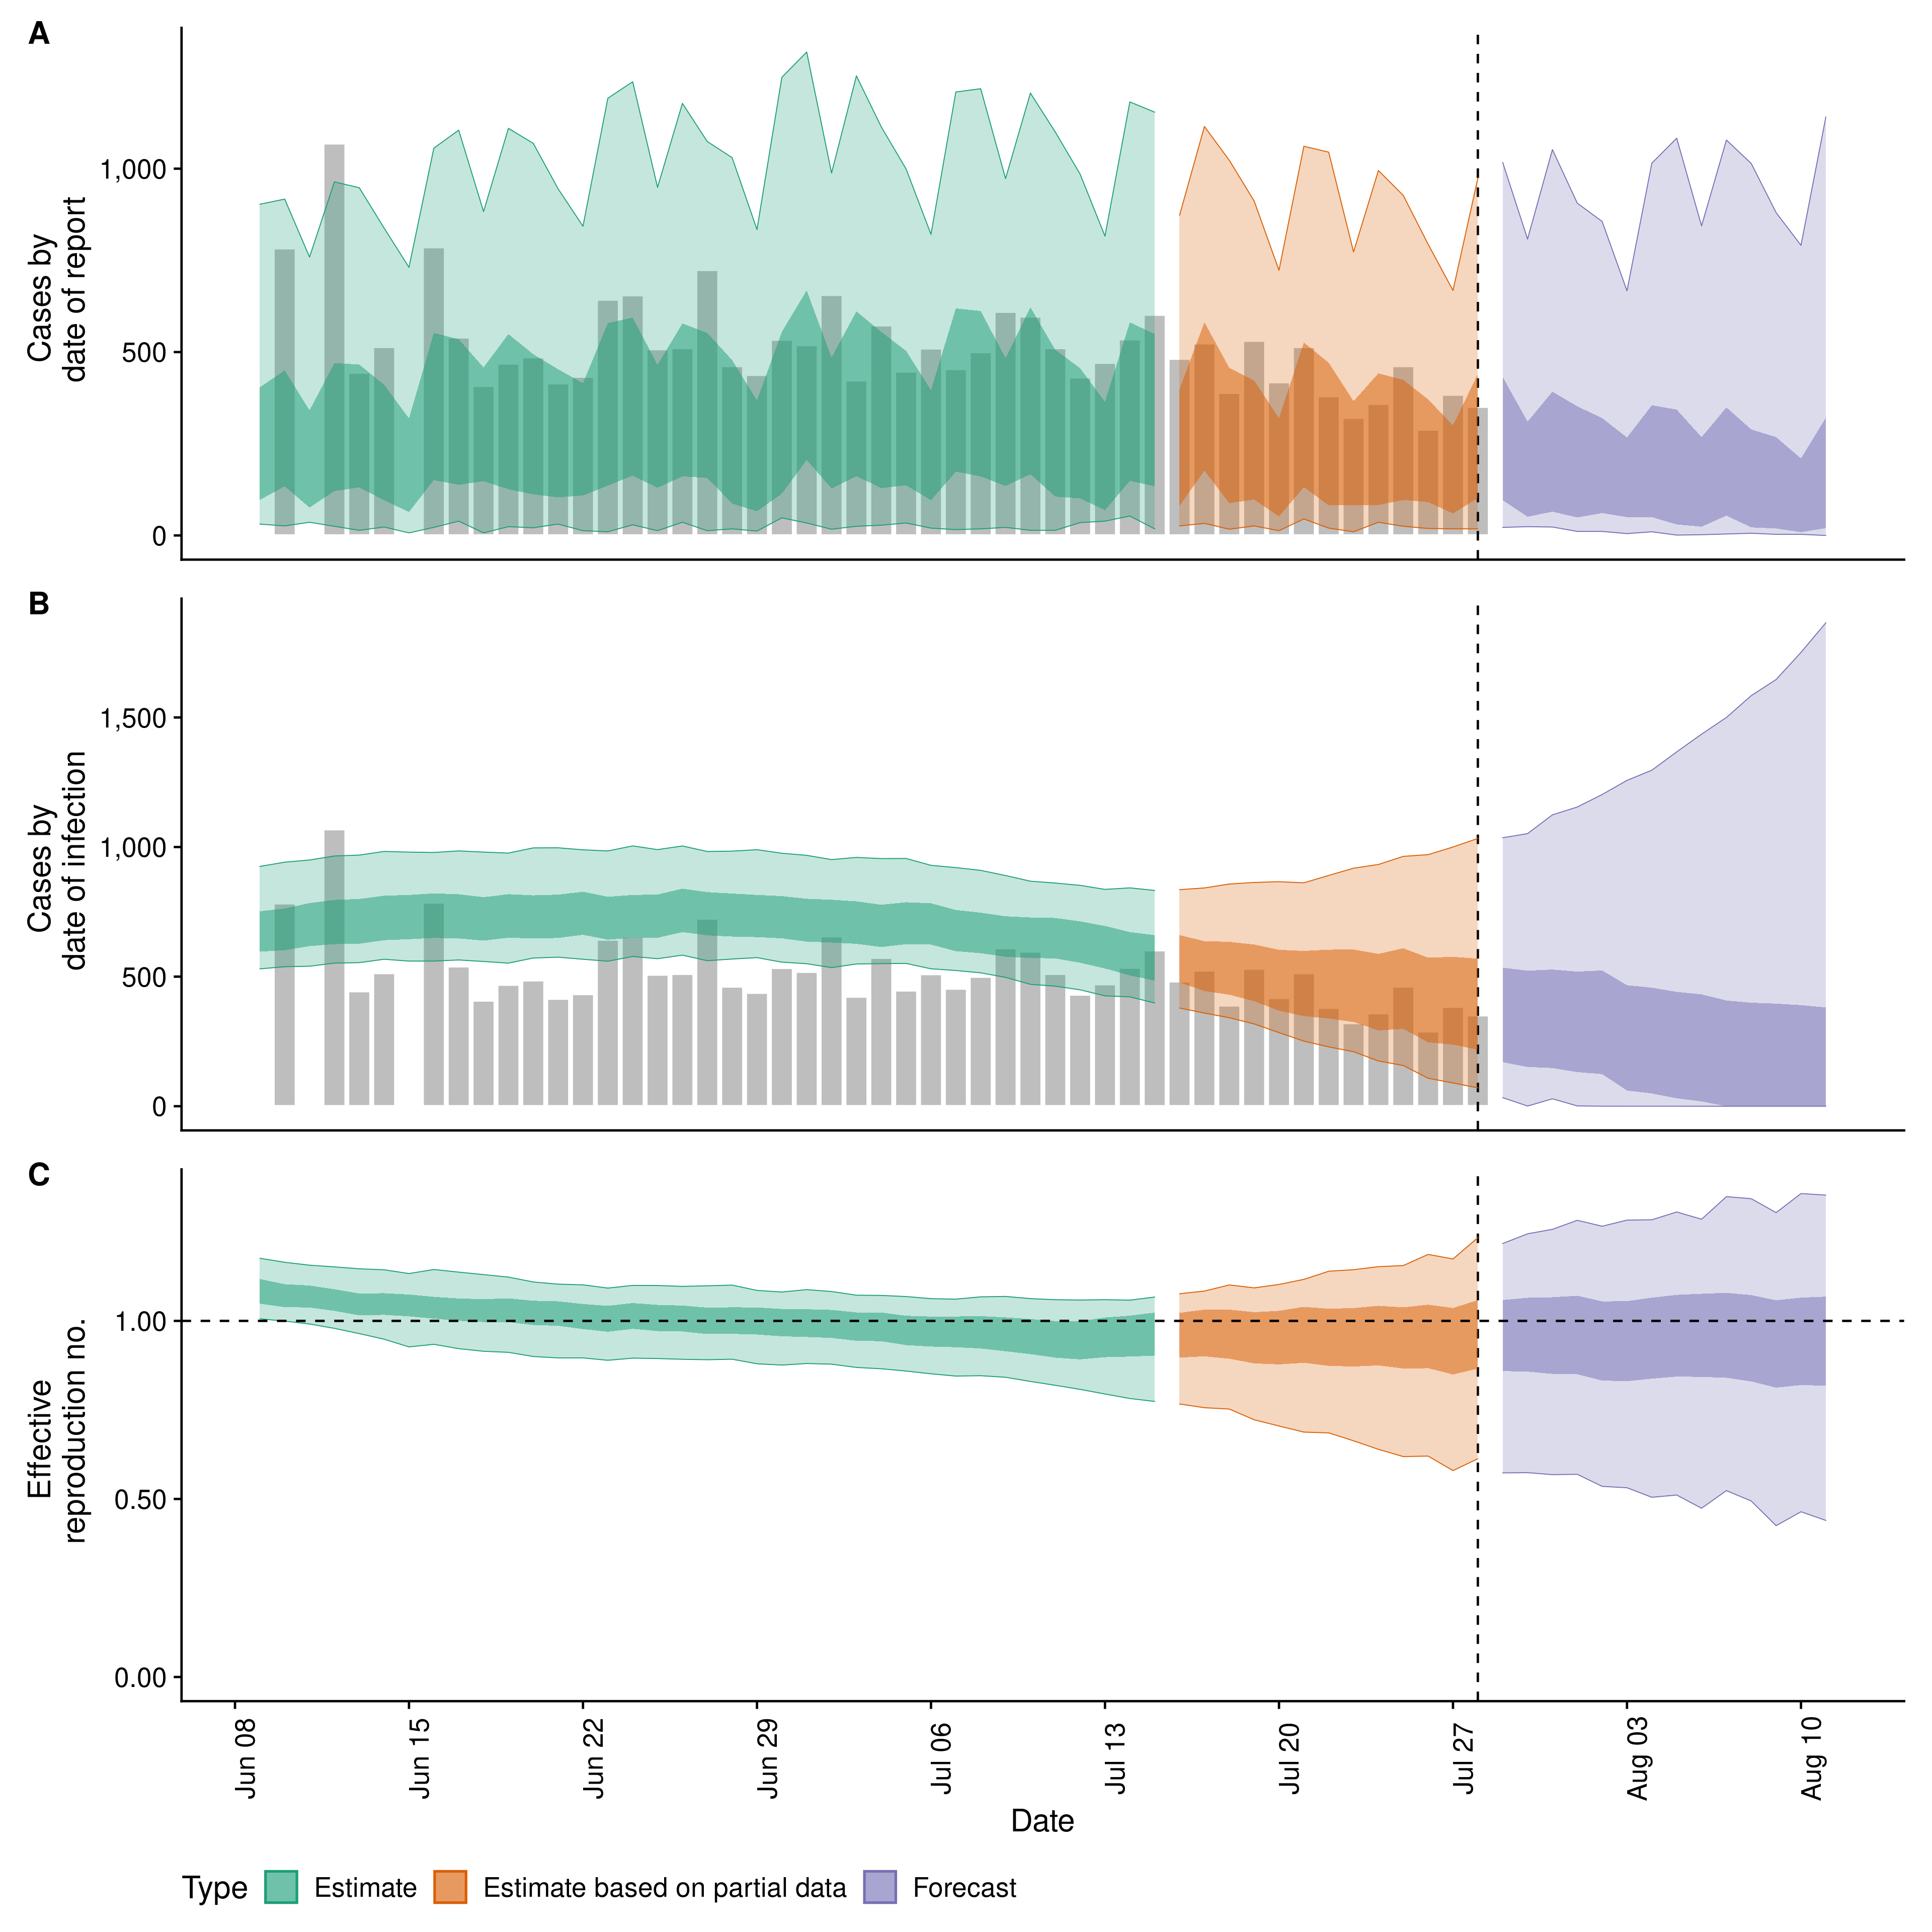 A
Cases by
date of report
1,000
500
0
B
Cases by
date of infection
1,500
1,000
500
0
C
Effective
reproduction no.
1.00
0.50
0.00
Jun 08
Jun 15
Jun 22
Jun 29
Jul 06
Jul 13
Jul 20
Jul 27
Aug 03
Aug 10
Date
Type Estimate Estimate based on partial data Forecast